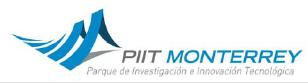 PIIT MONTERREY
Parque de Investigación e Innovación Tecnológica